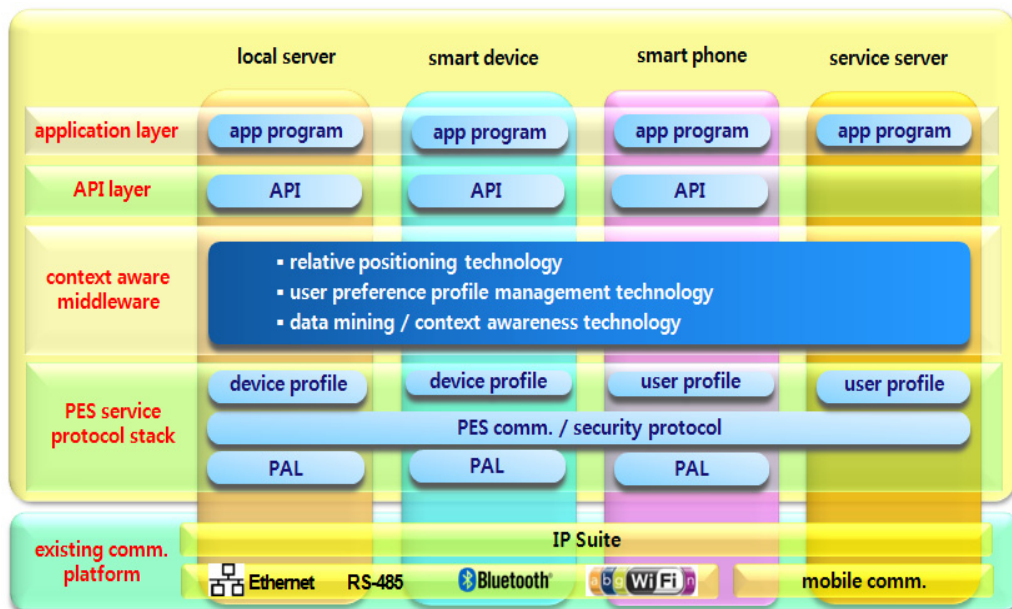 local server smart device smart phone service server
application layer app program app program app program app program
API layer API API API
context aware
middleware
▪ relative positioning technology
▪ user preference profile management technology
▪ data mining / context awareness technology
PES service
protocol stack
device profile device profile user profile user profile
PES comm. / security protocol
PAL PAL PAL
existing comm.
platform
IP Suite
Ethernet RS-485 Bluetooth® a b g WiFi n mobile comm.